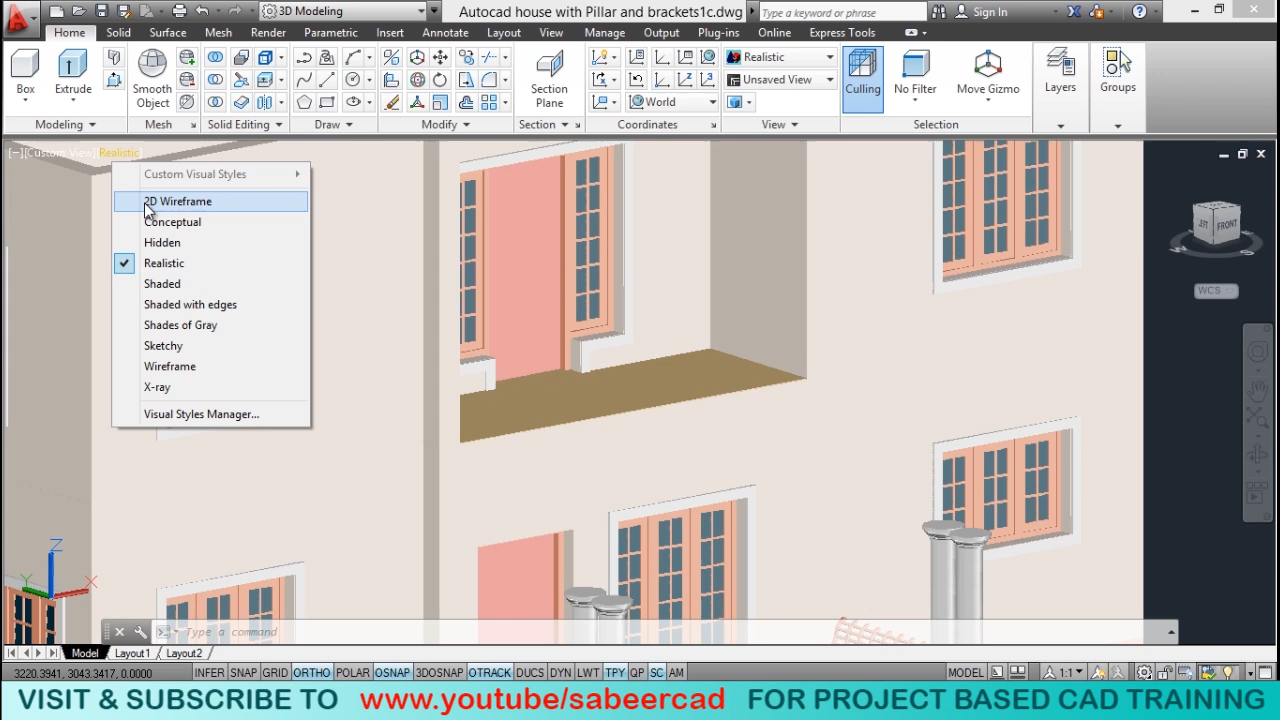 3D Modeling
Autocad house with Pillar and brackets1c.dwg
Type a keyword or phrase
Sign In
Home Solid Surface Mesh Render Parametric Insert Annotate Layout View Manage Output Plug-ins Online Express Tools
Box
Extrude
Smooth
Object
Section
Plane
Realistic
Unsaved View
World
Culling
No Filter
Move Gizmo
Layers
Groups
Modeling
Mesh
Solid Editing
Draw
Modify
Section
Coordinates
View
Selection
[−][Custom View][Realistic]
Custom Visual Styles
2D Wireframe
Conceptual
Hidden
Realistic
Shaded
Shaded with edges
Shades of Gray
Sketchy
Wireframe
X-ray
Visual Styles Manager...
LEFT
FRONT
S
WCS
Z
Y
X
Type a command
Model Layout1 Layout2
3220.3941, 3043.3417, 0.0000
INFER SNAP GRID ORTHO POLAR OSNAP 3DOSNAP OTRACK DUCS DYN LWT TPY QP SC AM
MODEL
1:1
VISIT & SUBSCRIBE TO www.youtube/sabeercad FOR PROJECT BASED CAD TRAINING